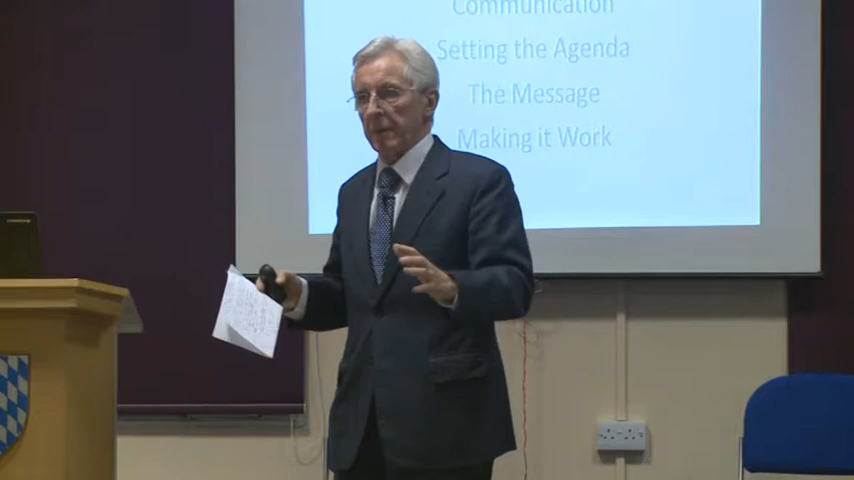 Communication
Setting the Agenda
The Message
Making it Work